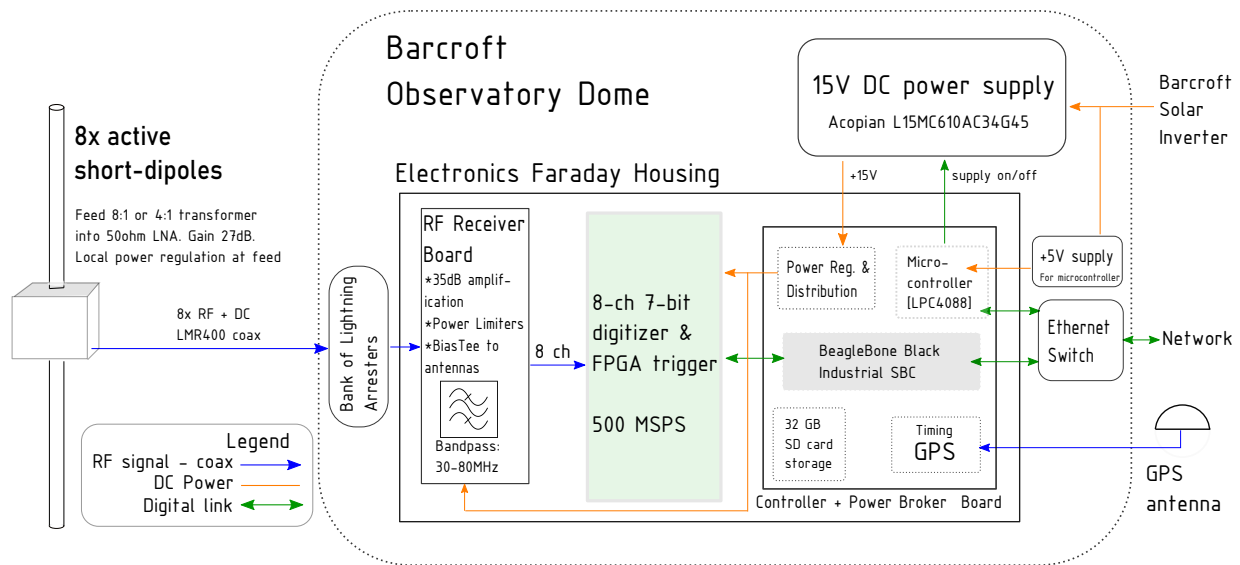 Barcroft
Observatory Dome
8x active
short-dipoles
Feed 8:1 or 4:1 transformer
into 50ohm LNA. Gain 27dB.
Local power regulation at feed
8x RF + DC
LMR400 coax
Legend
RF signal - coax
DC Power
Digital link
Bank of Lightning
Arresters
Electronics Faraday Housing
RF Receiver
Board
*35dB amplif-
ication
*Power Limiters
*BiasTee to
antennas
Bandpass:
30-80MHz
8 ch
8-ch 7-bit
digitizer &
FPGA trigger
500 MSPS
15V DC power supply
Acopian L15MC610AC34G45
+15V
supply on/off
Power Reg. &
Distribution
Micro-
controller
[LPC4088]
BeagleBone Black
Industrial SBC
32 GB
SD card
storage
Timing
GPS
Controller + Power Broker Board
+5V supply
For microcontroller
Ethernet
Switch
Barcroft
Solar
Inverter
Network
GPS
antenna